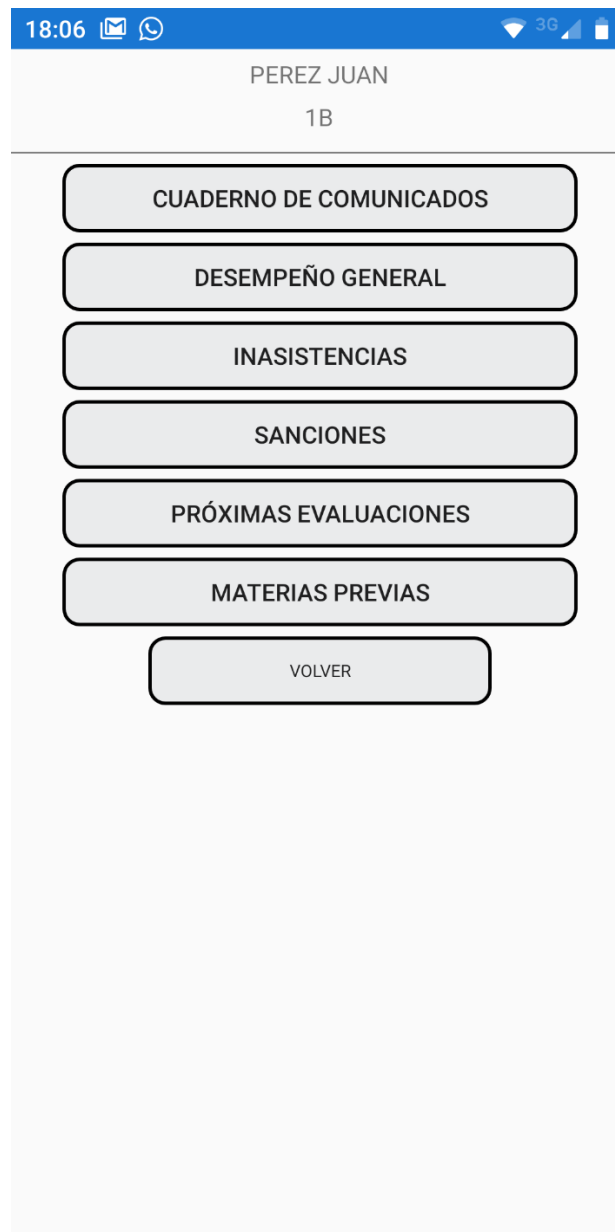 18:06
3G
PEREZ JUAN
1B
CUADERNO DE COMUNICADOS
DESEMPEÑO GENERAL
INASISTENCIAS
SANCIONES
PRÓXIMAS EVALUACIONES
MATERIAS PREVIAS
VOLVER